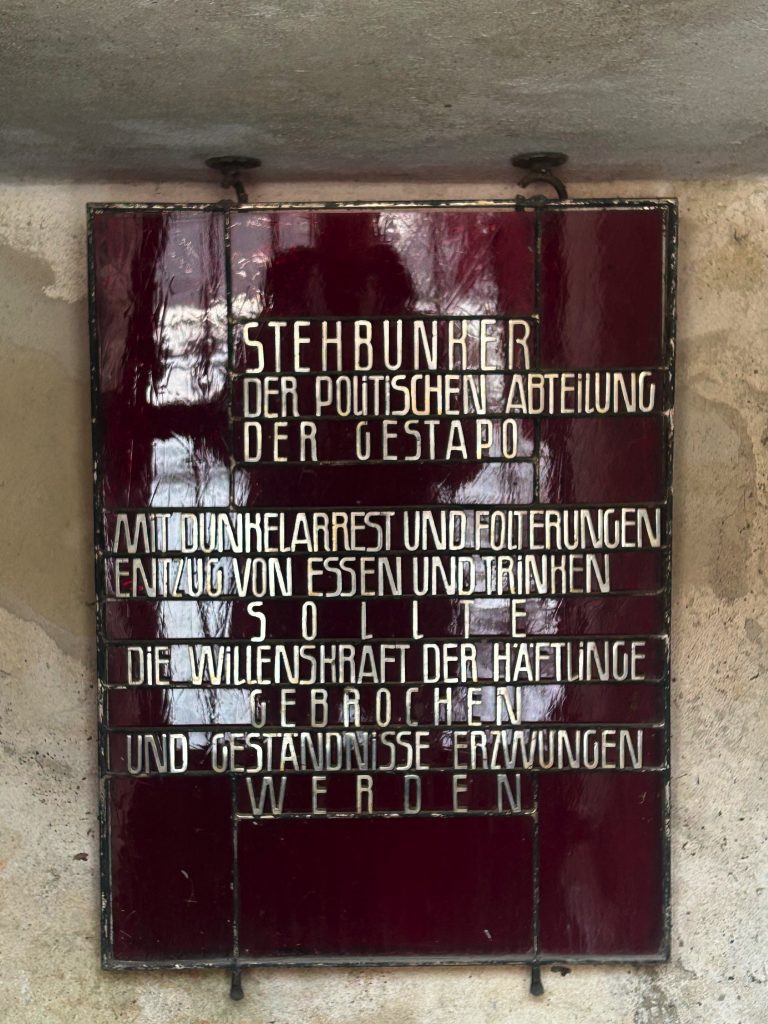 STEHBUNKER
DER POLITISCHEN ABTEILUNG
DER GESTAPO
MIT DUNKELARREST UND FOLTERUNGEN
ENTZUG VON ESSEN UND TRINKEN
SOLLTE
DIE WILLENSKRAFT DER HÄFTLINGE
GEBROCHEN
UND GESTÄNDNISSE ERZWUNGEN
WERDEN